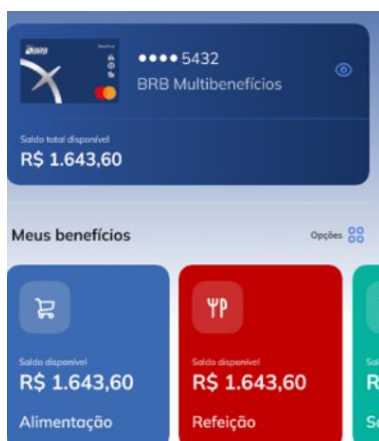 BRB
•••• 5432
BRB Multibenefícios
Saldo total disponível
R$ 1.643,60
Meus benefícios
Opções
Saldo disponível
R$ 1.643,60
Alimentação
Saldo disponível
R$ 1.643,60
Refeição